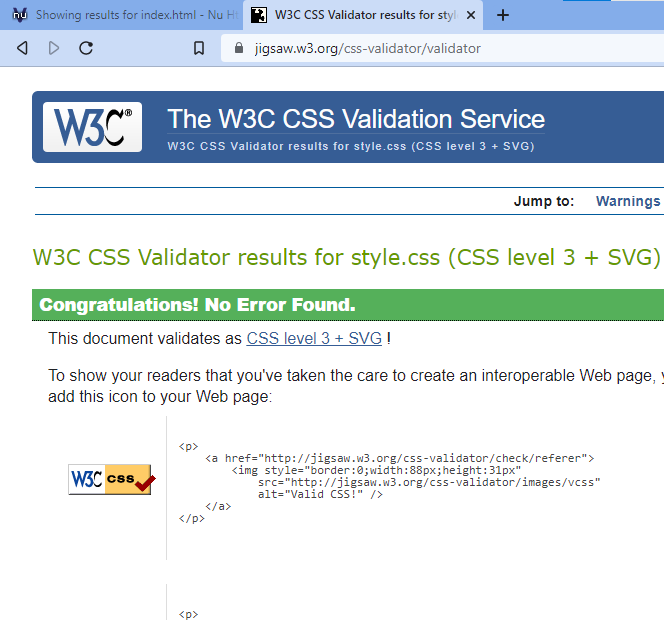 nu Showing results for index.html - Nu Ht
W3C CSS Validator results for styl
jigsaw.w3.org/css-validator/validator
W3C®
The W3C CSS Validation Service
W3C CSS Validator results for style.css (CSS level 3 + SVG)
Jump to: Warnings
W3C CSS Validator results for style.css (CSS level 3 + SVG)
Congratulations! No Error Found.
This document validates as CSS level 3 + SVG !
To show your readers that you've taken the care to create an interoperable Web page,
add this icon to your Web page:
W3C css
<p>
<a href="http://jigsaw.w3.org/css-validator/check/referer">
<img style="border:0;width:88px;height:31px"
src="http://jigsaw.w3.org/css-validator/images/vcss"
alt="Valid CSS!" />
</a>
</p>
<p>